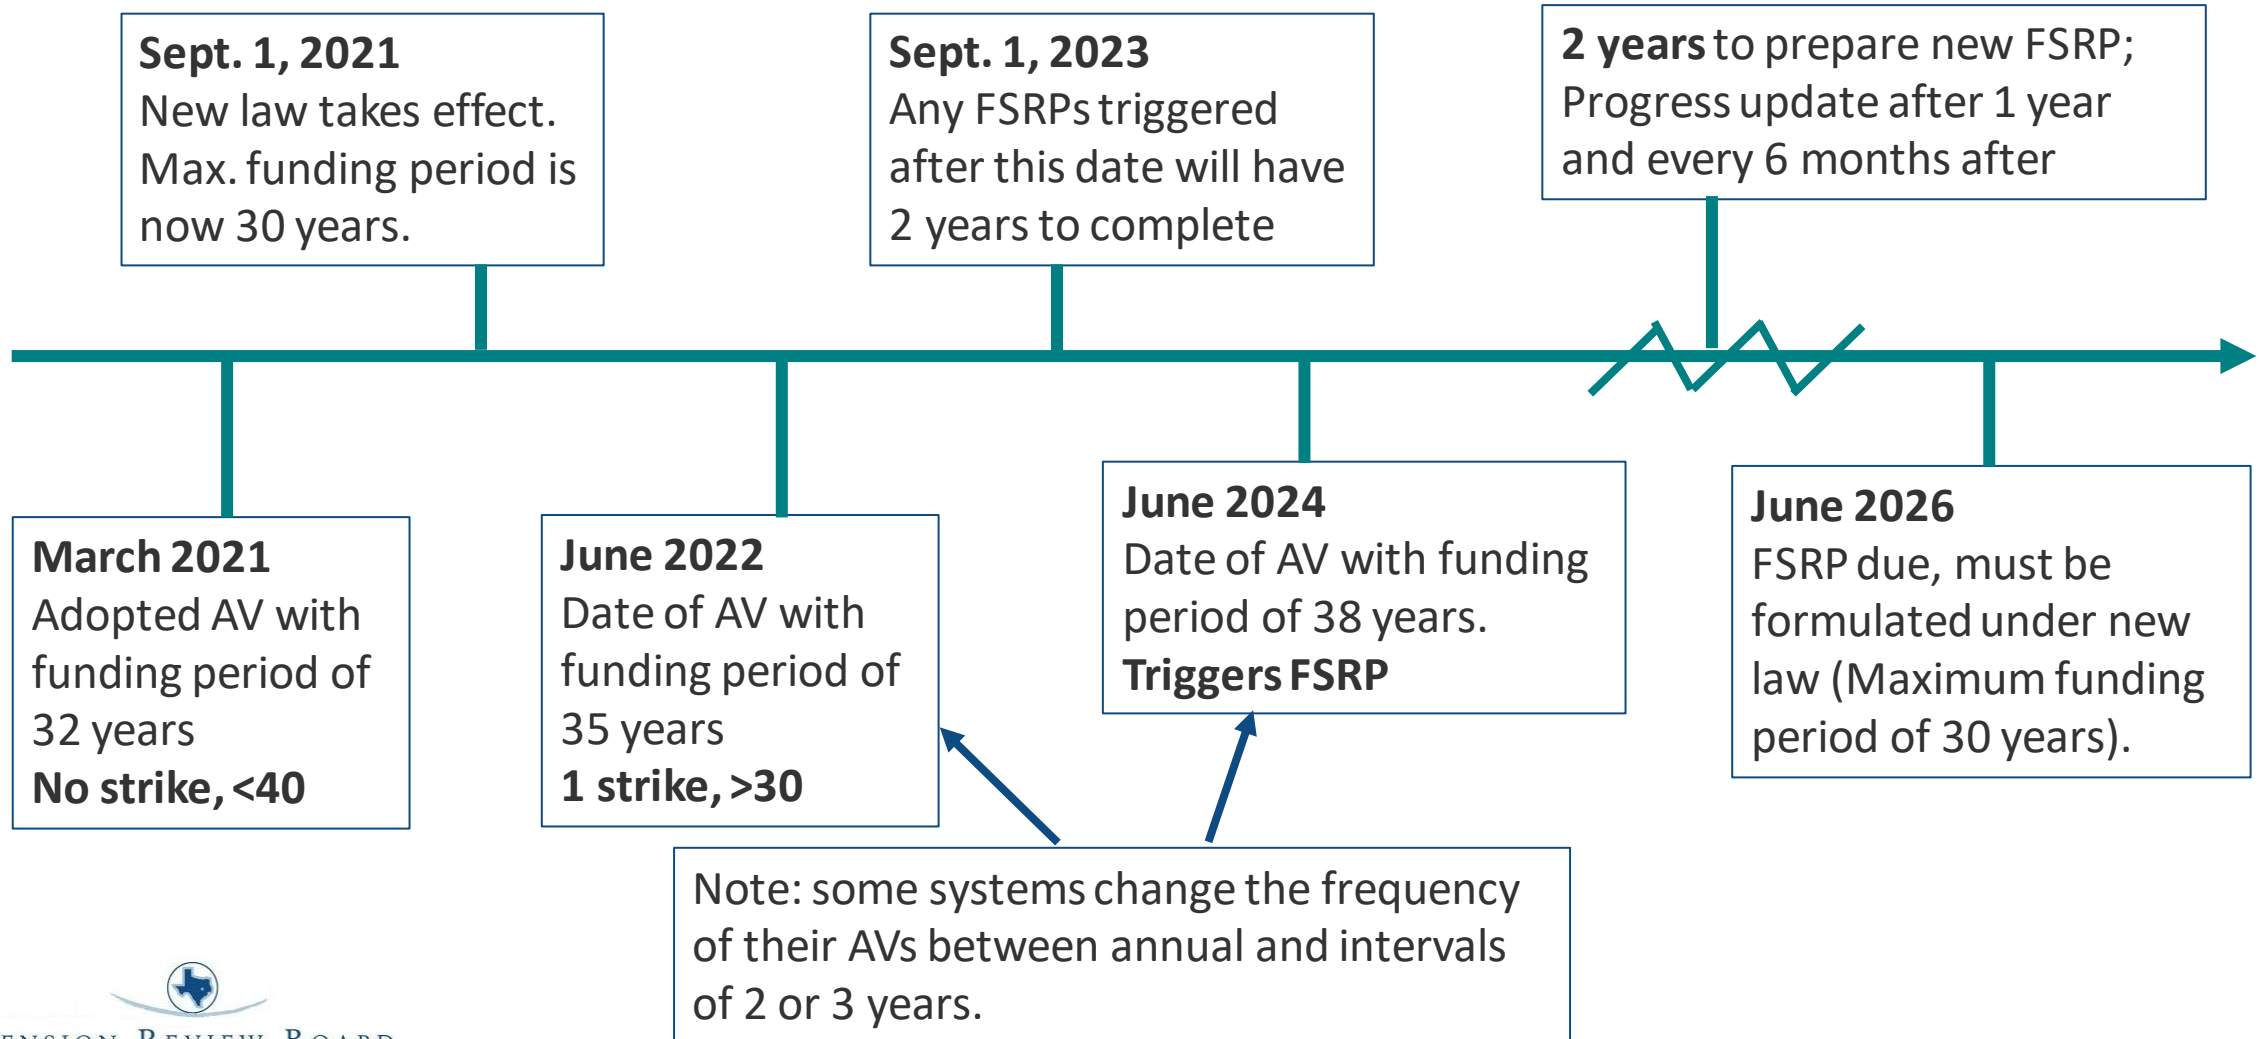 Sept. 1, 2021
New law takes effect.
Max. funding period is
now 30 years.
Sept. 1, 2023
Any FSRPs triggered
after this date will have
2 years to complete
2 years to prepare new FSRP;
Progress update after 1 year
and every 6 months after
March 2021
Adopted AV with
funding period of
32 years
No strike, <40
June 2022
Date of AV with
funding period of
35 years
1 strike, >30
June 2024
Date of AV with funding
period of 38 years.
Triggers FSRP
June 2026
FSRP due, must be
formulated under new
law (Maximum funding
period of 30 years).
Note: some systems change the frequency
of their AVs between annual and intervals
of 2 or 3 years.
ENSION REVIEW BOARD